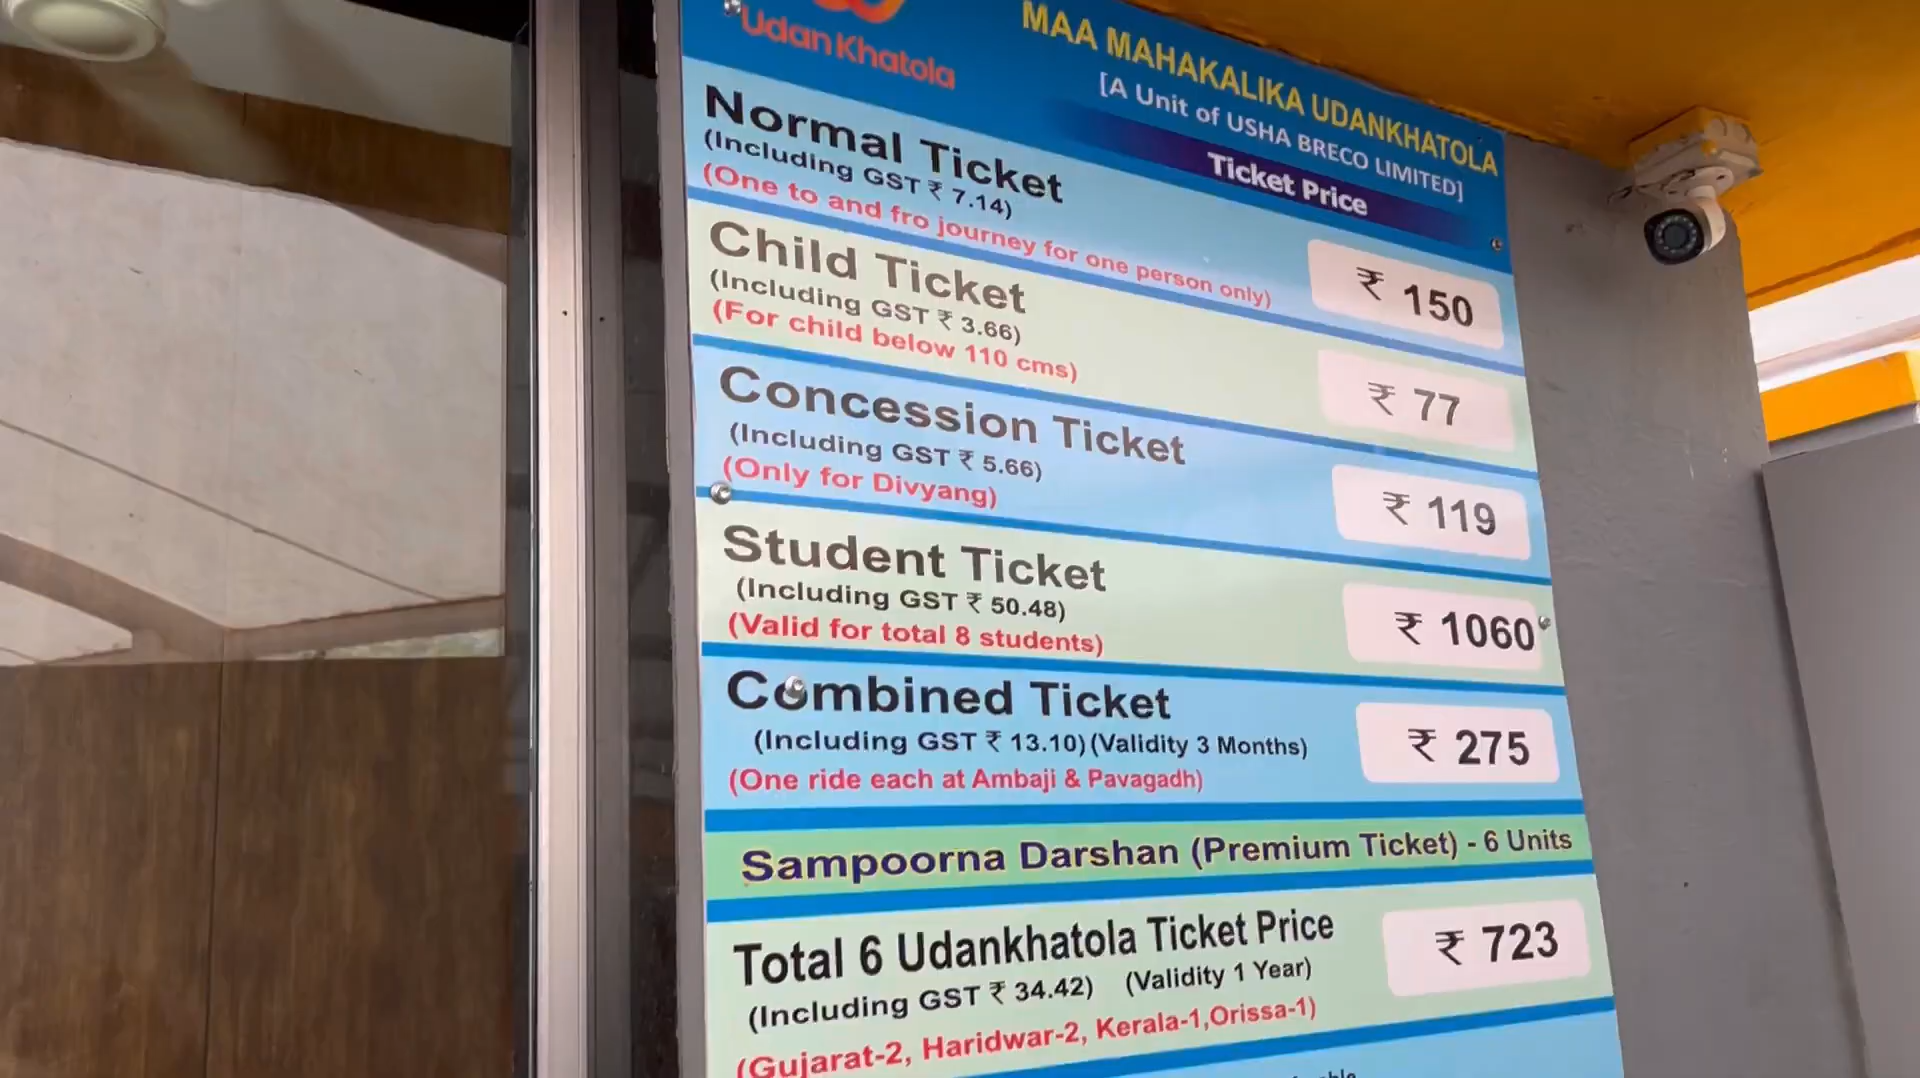 Udan Khatola
MAA MAHAKALIKA UDANKHATOLA
[A Unit of USHA BRECO LIMITED]
Ticket Price
Normal Ticket
(Including GST ₹ 7.14)
(One to and fro journey for one person only)
₹ 150
Child Ticket
(Including GST ₹ 3.66)
(For child below 110 cms)
₹ 77
Concession Ticket
(Including GST ₹ 5.66)
(Only for Divyang)
₹ 119
Student Ticket
(Including GST ₹ 50.48)
(Valid for total 8 students)
₹ 1060
Combined Ticket
(Including GST ₹ 13.10) (Validity 3 Months)
(One ride each at Ambaji & Pavagadh)
₹ 275
Sampoorna Darshan (Premium Ticket) - 6 Units
Total 6 Udankhatola Ticket Price
(Including GST ₹ 34.42) (Validity 1 Year)
(Gujarat-2, Haridwar-2, Kerala-1,Orissa-1)
₹ 723